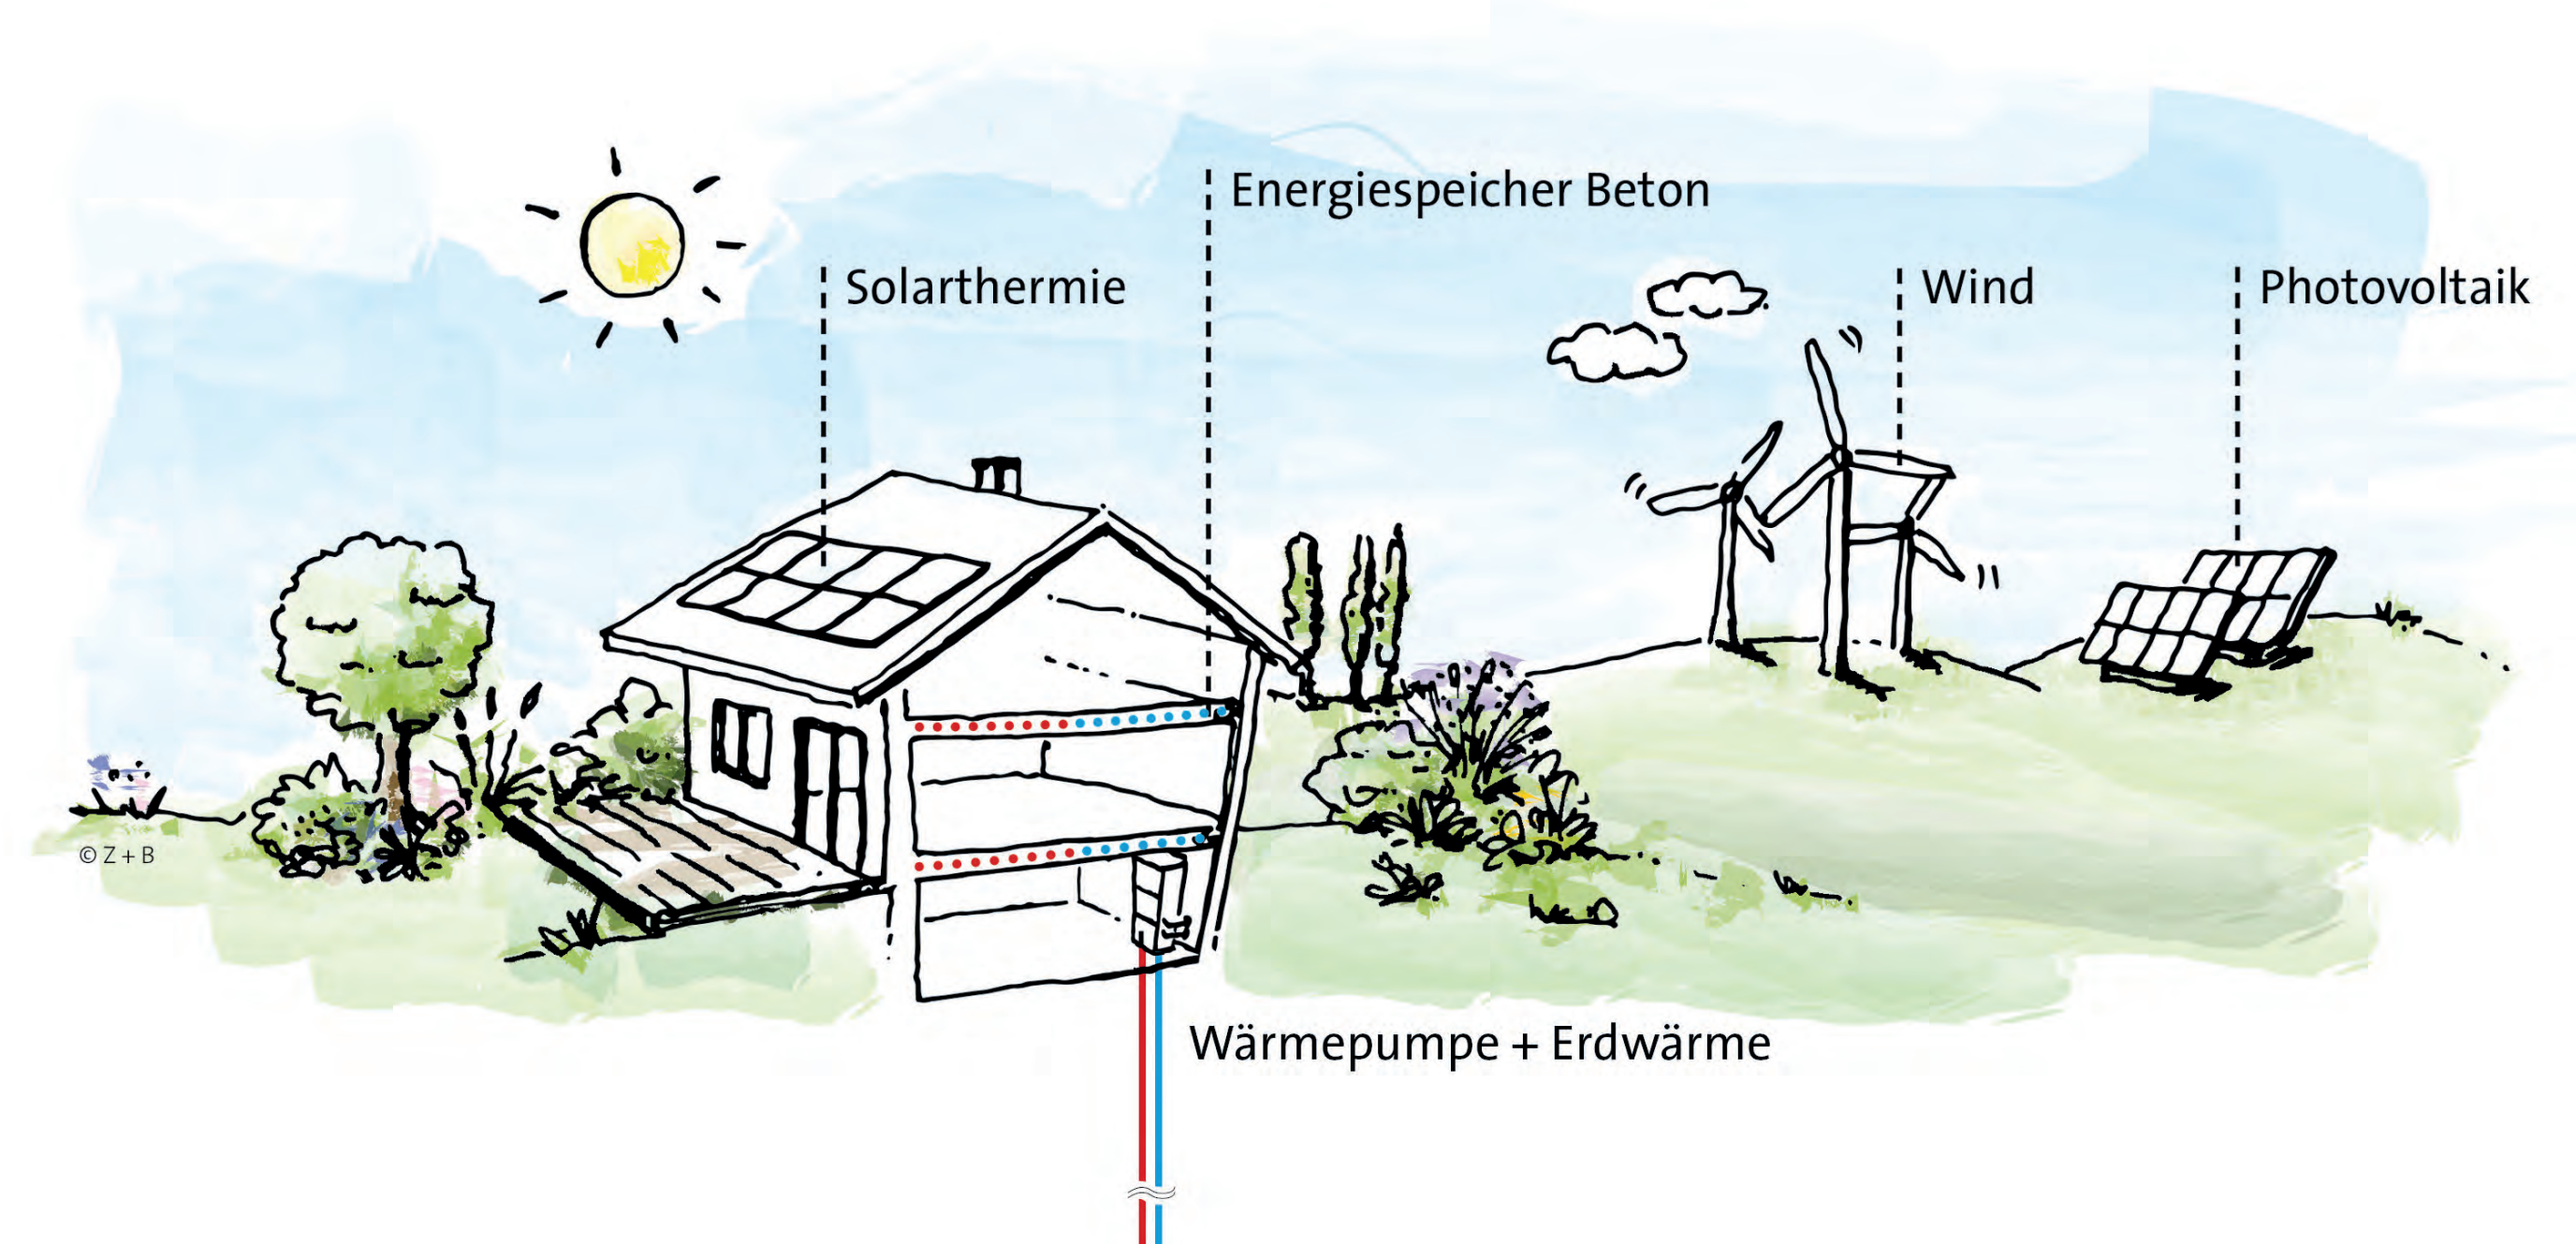 Energiespeicher Beton
Solarthermie
Wind
Photovoltaik
© Z + B
Wärmepumpe + Erdwärme